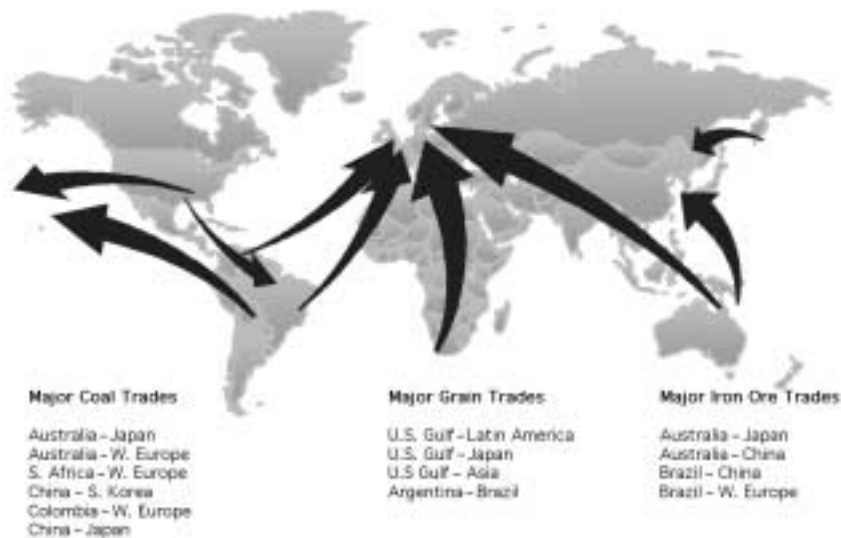 Major Coal Trades
Australia – Japan
Australia – W. Europe
S. Africa – W. Europe
China – S. Korea
Colombia – W. Europe
China – Japan
Major Grain Trades
U.S. Gulf – Latin America
U.S. Gulf – Japan
U.S Gulf – Asia
Argentina – Brazil
Major Iron Ore Trades
Australia – Japan
Australia – China
Brazil – China
Brazil – W. Europe